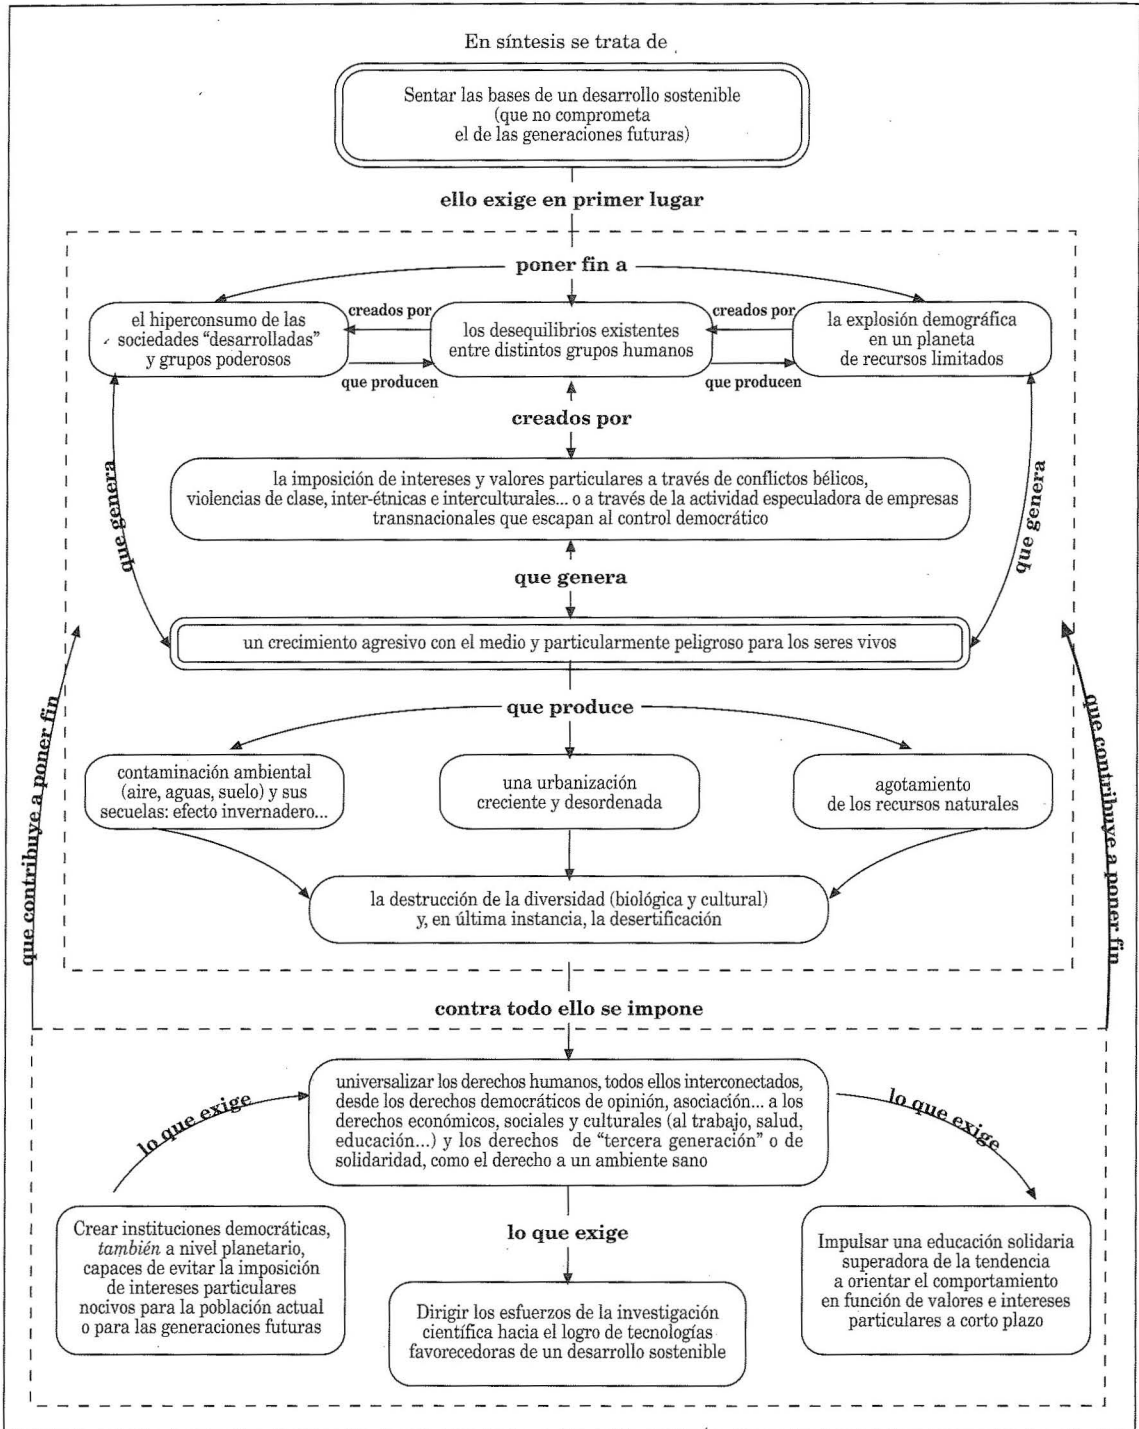 En síntesis se trata de
Sentar las bases de un desarrollo sostenible
(que no comprometa
el de las generaciones futuras)
ello exige en primer lugar
poner fin a
el hiperconsumo de las
sociedades “desarrolladas”
y grupos poderosos
creados por
que producen
los desequilibrios existentes
entre distintos grupos humanos
creados por
que producen
la explosión demográfica
en un planeta
de recursos limitados
creados por
que genera
que genera
la imposición de intereses y valores particulares a través de conflictos bélicos,
violencias de clase, inter-étnicas e interculturales... o a través de la actividad especuladora de empresas
transnacionales que escapan al control democrático
que genera
un crecimiento agresivo con el medio y particularmente peligroso para los seres vivos
que produce
contaminación ambiental
(aire, aguas, suelo) y sus
secuelas: efecto invernadero...
una urbanización
creciente y desordenada
agotamiento
de los recursos naturales
la destrucción de la diversidad (biológica y cultural)
y, en última instancia, la desertificación
que contribuye a poner fin
que contribuye a poner fin
contra todo ello se impone
universalizar los derechos humanos, todos ellos interconectados,
desde los derechos democráticos de opinión, asociación... a los
derechos económicos, sociales y culturales (al trabajo, salud,
educación...) y los derechos de “tercera generación” o de
solidaridad, como el derecho a un ambiente sano
lo que exige
lo que exige
lo que exige
Crear instituciones democráticas,
también a nivel planetario,
capaces de evitar la imposición
de intereses particulares
nocivos para la población actual
o para las generaciones futuras
Dirigir los esfuerzos de la investigación
científica hacia el logro de tecnologías
favorecedoras de un desarrollo sostenible
Impulsar una educación solidaria
superadora de la tendencia
a orientar el comportamiento
en función de valores e intereses
particulares a corto plazo